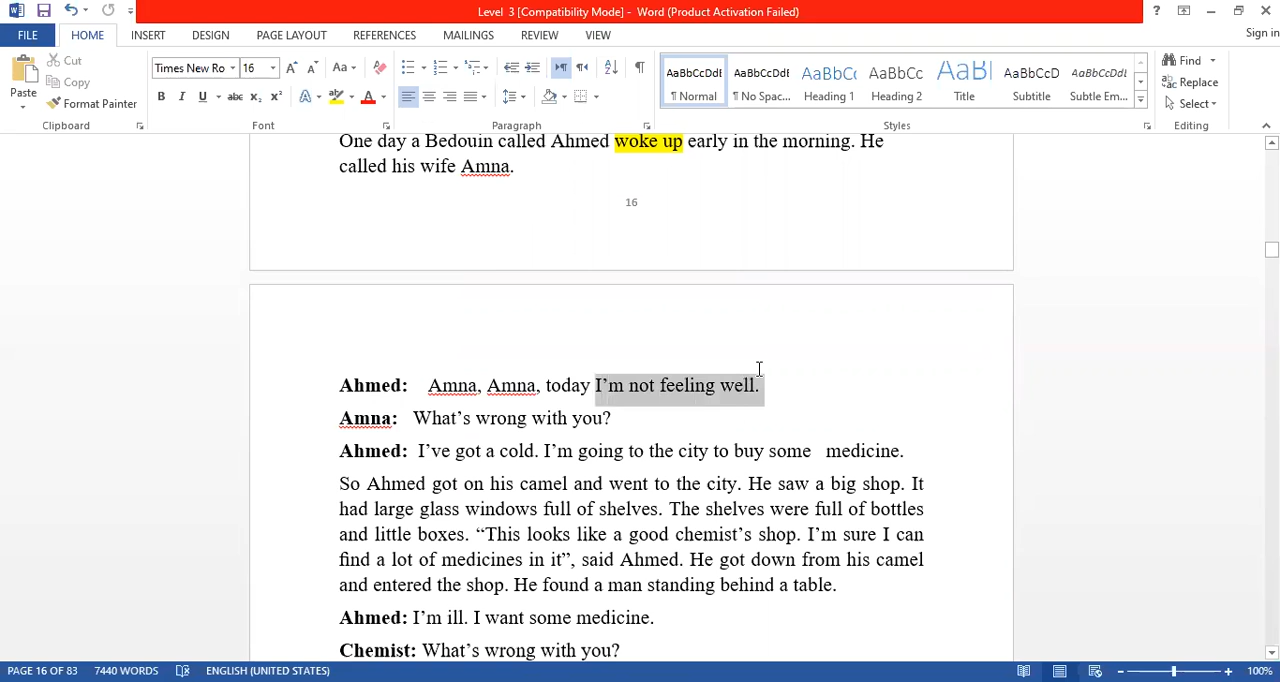 Level 3 [Compatibility Mode] - Word (Product Activation Failed)
FILE HOME INSERT DESIGN PAGE LAYOUT REFERENCES MAILINGS REVIEW VIEW Sign in
Paste Cut Copy Format Painter
Times New Ro 16
AaBbCcDdE AaBbCcDdE AaBbCc AaBbCc AaBl AaBbCcD AaBbCcDd
¶ Normal ¶ No Spac... Heading 1 Heading 2 Title Subtitle Subtle Em...
Find Replace Select
Clipboard Font Paragraph Styles Editing
One day a Bedouin called Ahmed woke up early in the morning. He
called his wife Amna.
16
Ahmed: Amna, Amna, today I’m not feeling well.
Amna: What’s wrong with you?
Ahmed: I’ve got a cold. I’m going to the city to buy some medicine.
So Ahmed got on his camel and went to the city. He saw a big shop. It
had large glass windows full of shelves. The shelves were full of bottles
and little boxes. “This looks like a good chemist’s shop. I’m sure I can
find a lot of medicines in it”, said Ahmed. He got down from his camel
and entered the shop. He found a man standing behind a table.
Ahmed: I’m ill. I want some medicine.
Chemist: What’s wrong with you?
PAGE 16 OF 83 7440 WORDS ENGLISH (UNITED STATES) 100%